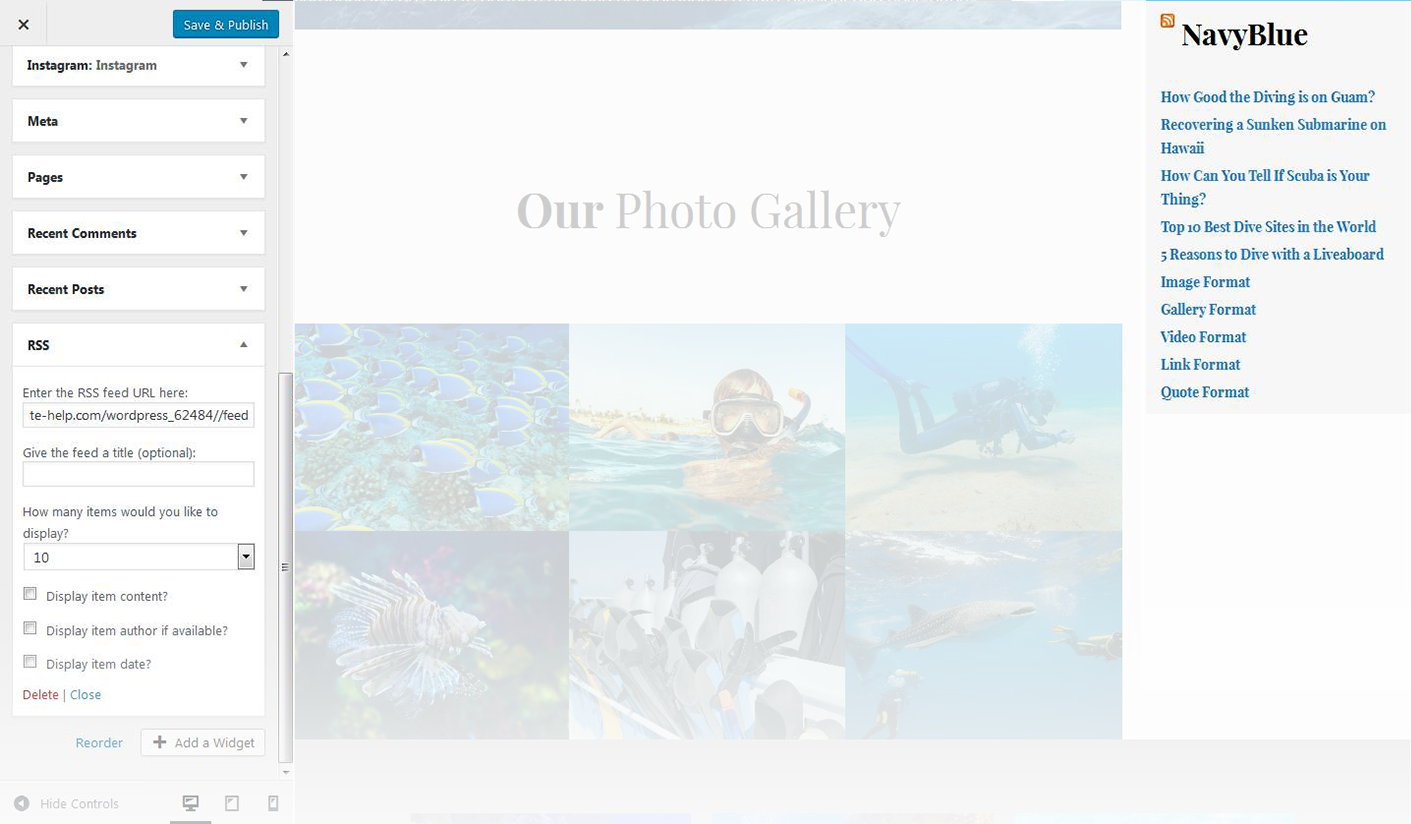 Save & Publish
Instagram: Instagram
Meta
Pages
Recent Comments
Recent Posts
RSS
Enter the RSS feed URL here:
te-help.com/wordpress_62484//feed
Give the feed a title (optional):
How many items would you like to
display?
10
Display item content?
Display item author if available?
Display item date?
Delete | Close
Reorder
Add a Widget
Hide Controls
Our Photo Gallery
NavyBlue
How Good the Diving is on Guam?
Recovering a Sunken Submarine on
Hawaii
How Can You Tell If Scuba is Your
Thing?
Top 10 Best Dive Sites in the World
5 Reasons to Dive with a Liveaboard
Image Format
Gallery Format
Video Format
Link Format
Quote Format